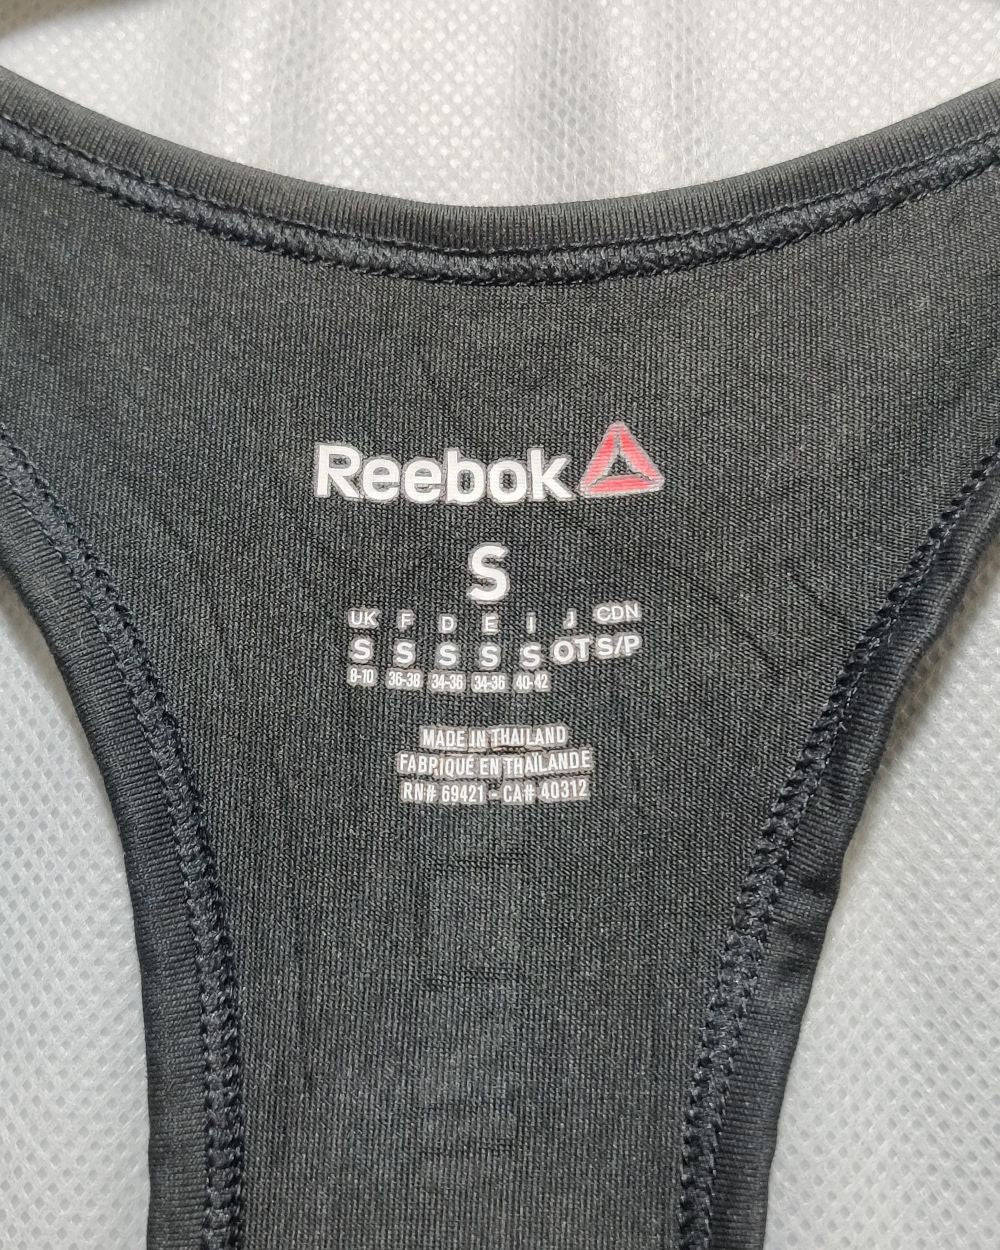 Reebok
S
UK F D E I J CDN
S S S S S OT S/P
8-10 36-38 34-36 34-36 40-42
MADE IN THAILAND
FABRIQUÉ EN THAÏLANDE
RN# 69421 - CA# 40312